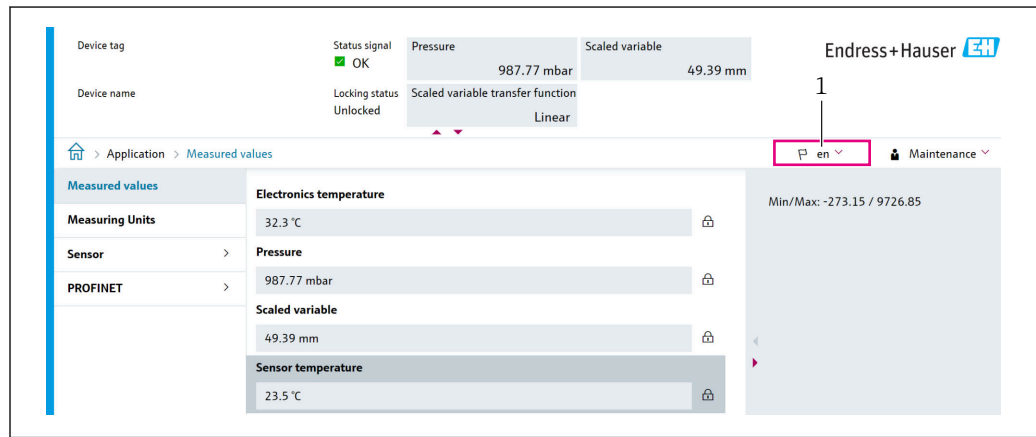 Device tag
Status signal
OK
Pressure
987.77 mbar
Scaled variable
49.39 mm
Endress+Hauser EH
1
Device name
Locking status
Unlocked
Scaled variable transfer function
Linear
> Application > Measured values
en
Maintenance
Measured values
Measuring Units
Sensor >
PROFINET >
Electronics temperature
32.3 °C
Pressure
987.77 mbar
Scaled variable
49.39 mm
Sensor temperature
23.5 °C
Min/Max: -273.15 / 9726.85